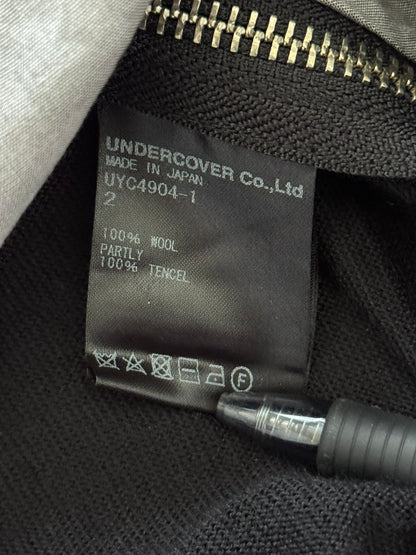 UNDERCOVER Co.,Ltd
MADE IN JAPAN
UYC4904-1
2
100% WOOL
PARTLY
100% TENCEL
F